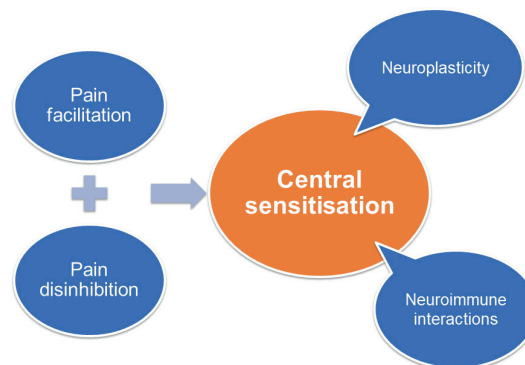 Neuroplasticity
Pain
facilitation
Central
sensitisation
Pain
disinhibition
Neuroimmune
interactions